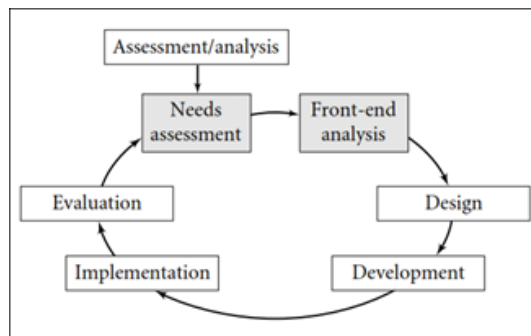 Assessment/analysis
Needs
assessment
Front-end
analysis
Evaluation
Design
Implementation
Development